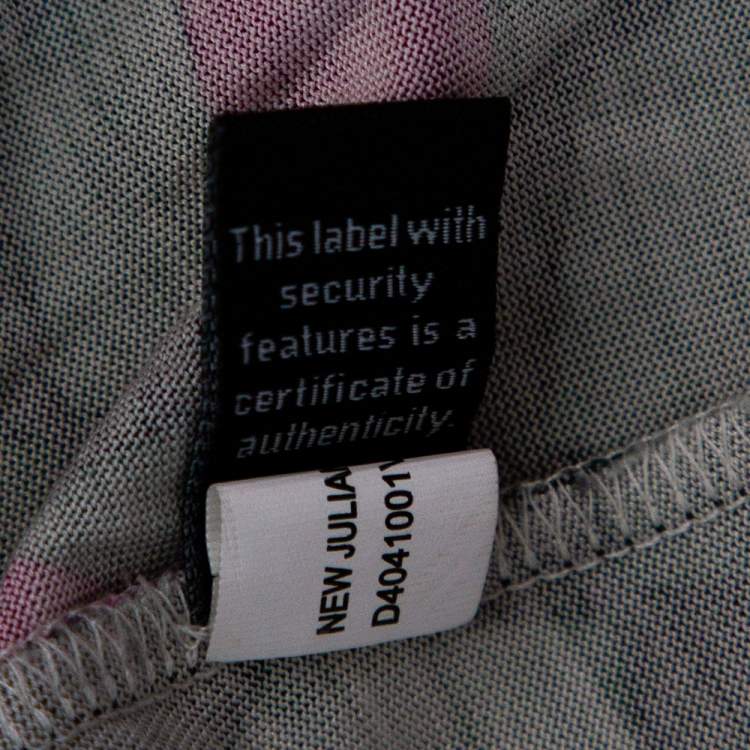 This label with
security
features is a
certificate of
authenticity.
NEW JULIA
D4041001